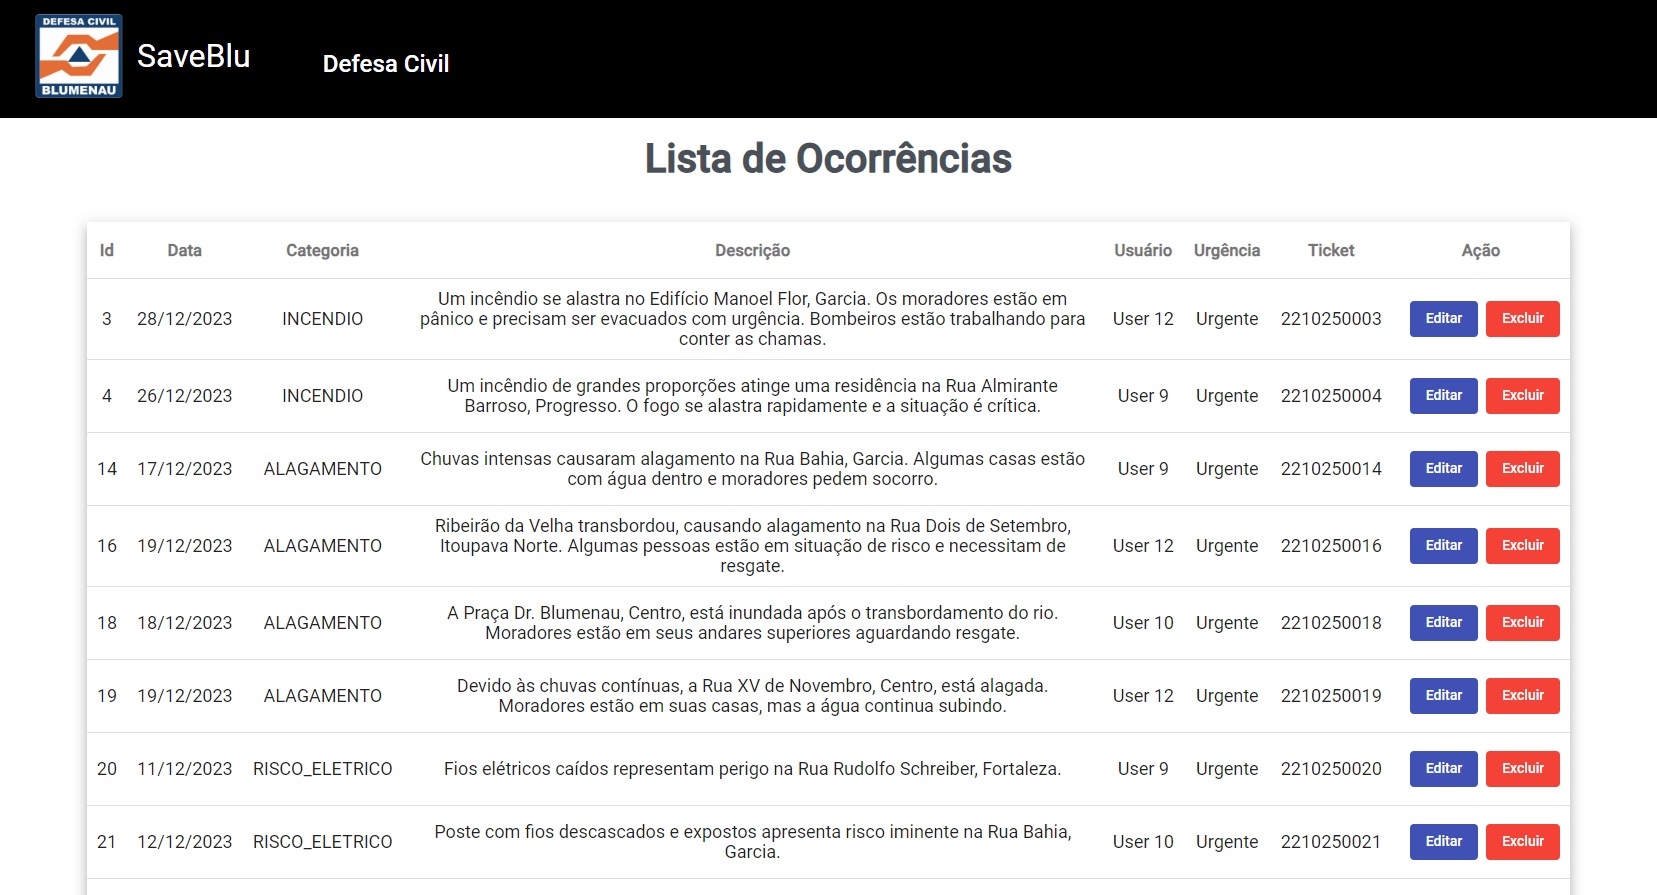 DEFESA CIVIL
BLUMENAU
SaveBlu
Defesa Civil
Lista de Ocorrências
Id Data Categoria Descrição Usuário Urgência Ticket Ação
Um incêndio se alastra no Edifício Manoel Flor, Garcia. Os moradores estão em
3 28/12/2023 INCENDIO pânico e precisam ser evacuados com urgência. Bombeiros estão trabalhando para User 12 Urgente 2210250003 Editar Excluir
conter as chamas.
Um incêndio de grandes proporções atinge uma residência na Rua Almirante
4 26/12/2023 INCENDIO Barroso, Progresso. O fogo se alastra rapidamente e a situação é crítica. User 9 Urgente 2210250004 Editar Excluir
Chuvas intensas causaram alagamento na Rua Bahia, Garcia. Algumas casas estão
14 17/12/2023 ALAGAMENTO com água dentro e moradores pedem socorro. User 9 Urgente 2210250014 Editar Excluir
Ribeirão da Velha transbordou, causando alagamento na Rua Dois de Setembro,
16 19/12/2023 ALAGAMENTO Itoupava Norte. Algumas pessoas estão em situação de risco e necessitam de User 12 Urgente 2210250016 Editar Excluir
resgate.
A Praça Dr. Blumenau, Centro, está inundada após o transbordamento do rio.
18 18/12/2023 ALAGAMENTO Moradores estão em seus andares superiores aguardando resgate. User 10 Urgente 2210250018 Editar Excluir
Devido às chuvas contínuas, a Rua XV de Novembro, Centro, está alagada.
19 19/12/2023 ALAGAMENTO Moradores estão em suas casas, mas a água continua subindo. User 12 Urgente 2210250019 Editar Excluir
20 11/12/2023 RISCO_ELETRICO Fios elétricos caídos representam perigo na Rua Rudolfo Schreiber, Fortaleza. User 9 Urgente 2210250020 Editar Excluir
Poste com fios descascados e expostos apresenta risco iminente na Rua Bahia,
21 12/12/2023 RISCO_ELETRICO Garcia. User 10 Urgente 2210250021 Editar Excluir